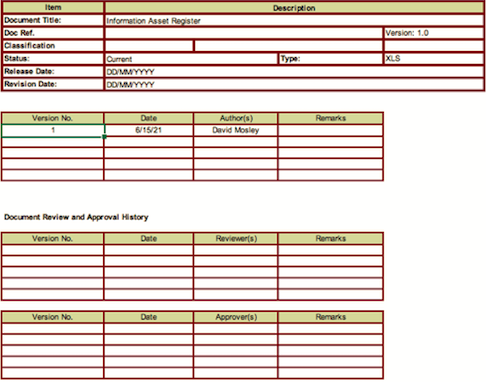 Item Description
Document Title: Information Asset Register
Doc Ref. Version: 1.0
Classification
Status: Current Type: XLS
Release Date: DD/MM/YYYY
Revision Date: DD/MM/YYYY
Version No. Date Author(s) Remarks
1 6/15/21 David Mosley
Document Review and Approval History
Version No. Date Reviewer(s) Remarks
Version No. Date Approver(s) Remarks